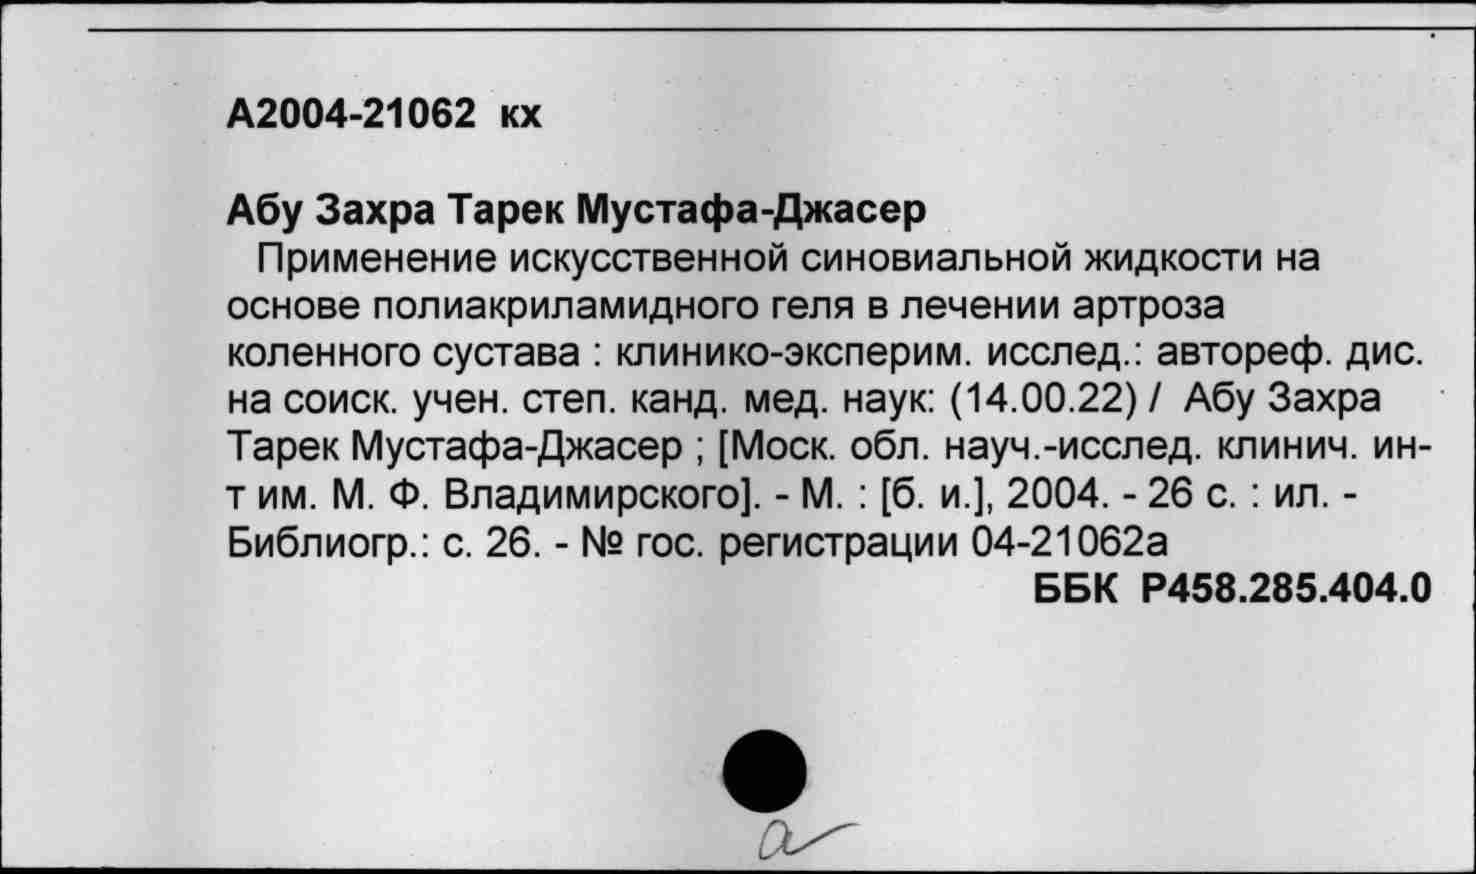 А2004-21062 кх
Абу Захра Тарек Мустафа-Джасер
Применение искусственной синовиальной жидкости на
основе полиакриламидного геля в лечении артроза
коленного сустава : клинико-эксперим. исслед.: автореф. дис.
на соиск. учен. степ. канд. мед. наук: (14.00.22) / Абу Захра
Тарек Мустафа-Джасер ; [Моск. обл. науч.-исслед. клинич. ин-
т им. М. Ф. Владимирского]. - М. : [б. и.], 2004. - 26 с. : ил. -
Библиогр.: с. 26. - № гос. регистрации 04-21062а
ББК Р458.285.404.0
а